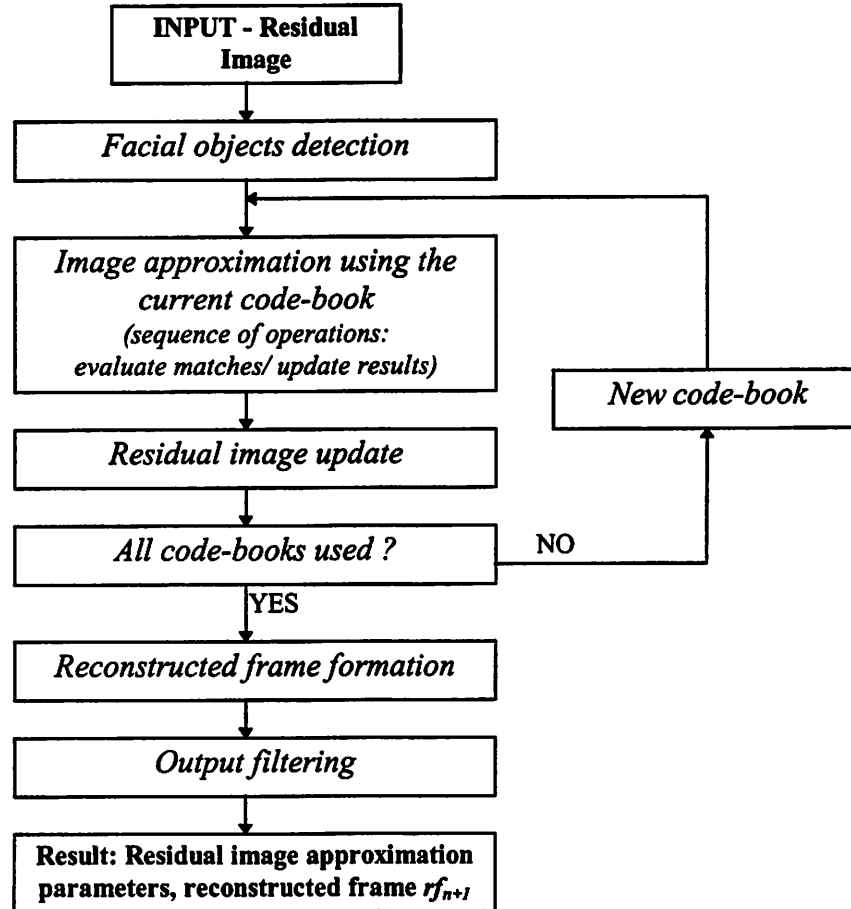 INPUT - Residual
Image
Facial objects detection
Image approximation using the
current code-book
(sequence of operations:
evaluate matches/ update results)
New code-book
Residual image update
All code-books used ?
NO
YES
Reconstructed frame formation
Output filtering
Result: Residual image approximation
parameters, reconstructed frame rfₙ₊₁